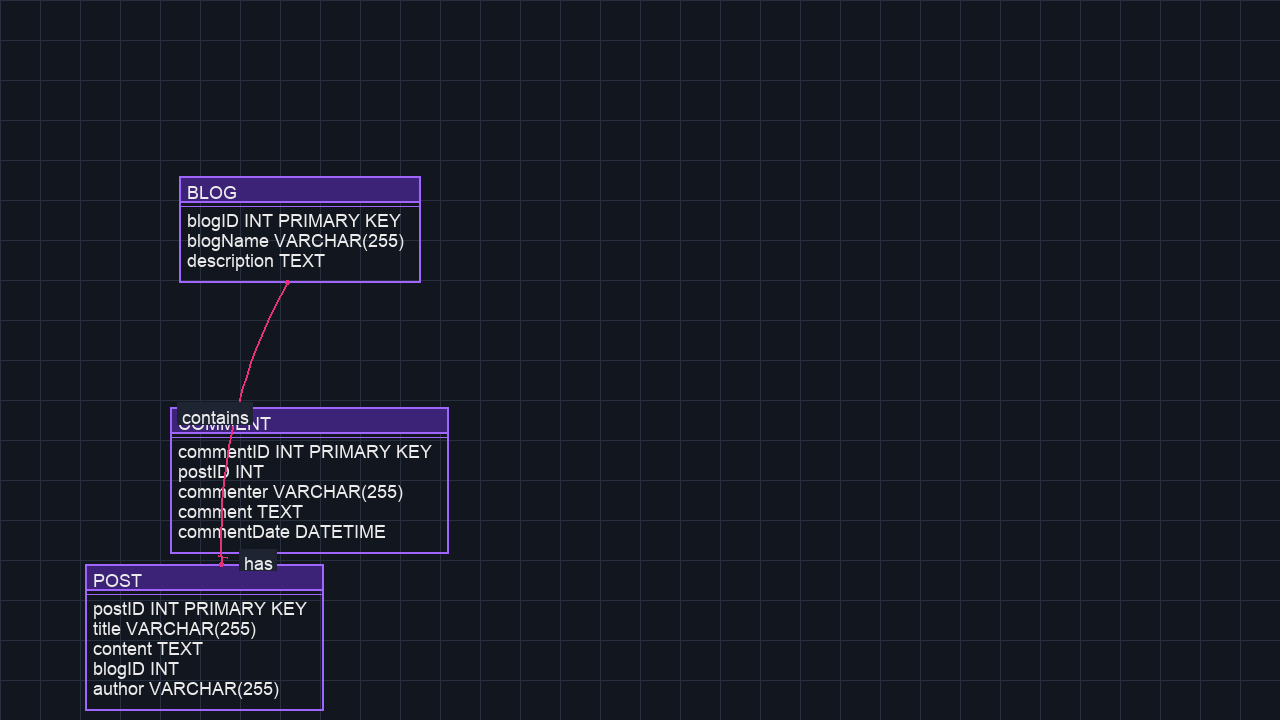 BLOG
blogID INT PRIMARY KEY
blogName VARCHAR(255)
description TEXT
contains
COMMENT
commentID INT PRIMARY KEY
postID INT
commenter VARCHAR(255)
comment TEXT
commentDate DATETIME
has
POST
postID INT PRIMARY KEY
title VARCHAR(255)
content TEXT
blogID INT
author VARCHAR(255)